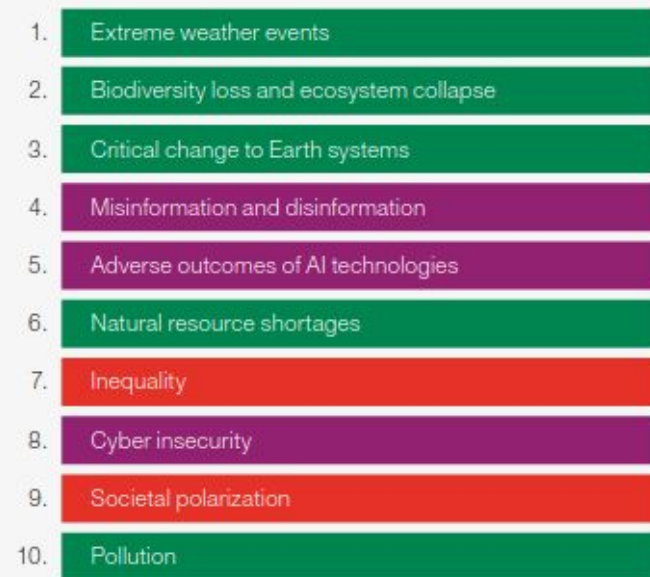 1. Extreme weather events
2. Biodiversity loss and ecosystem collapse
3. Critical change to Earth systems
4. Misinformation and disinformation
5. Adverse outcomes of AI technologies
6. Natural resource shortages
7. Inequality
8. Cyber insecurity
9. Societal polarization
10. Pollution